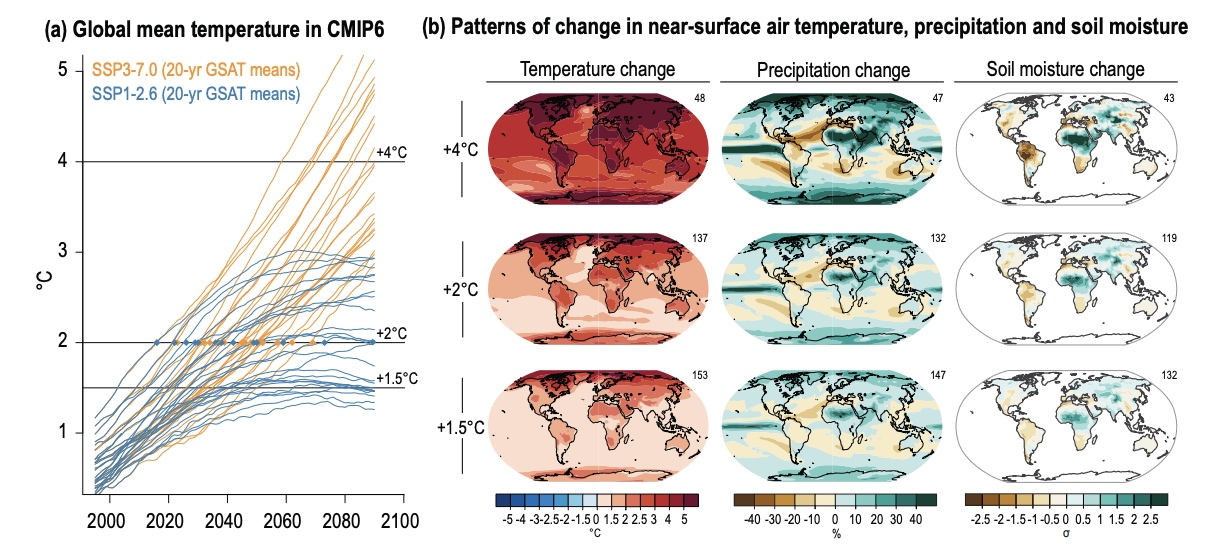 (a) Global mean temperature in CMIP6
(b) Patterns of change in near-surface air temperature, precipitation and soil moisture
SSP3-7.0 (20-yr GSAT means)
SSP1-2.6 (20-yr GSAT means)
°C
5
4
3
2
1
+4°C
+2°C
+1.5°C
2000 2020 2040 2060 2080 2100
Temperature change
Precipitation change
Soil moisture change
+4°C
48
47
43
+2°C
137
132
119
+1.5°C
153
147
132
-5 -4 -3 -2.5 -2 -1.5 0 1.5 2 2.5 3 4 5
°C
-40 -30 -20 -10 0 10 20 30 40
%
-2.5 -2 -1.5 -1 -0.5 0 0.5 1 1.5 2 2.5
σ